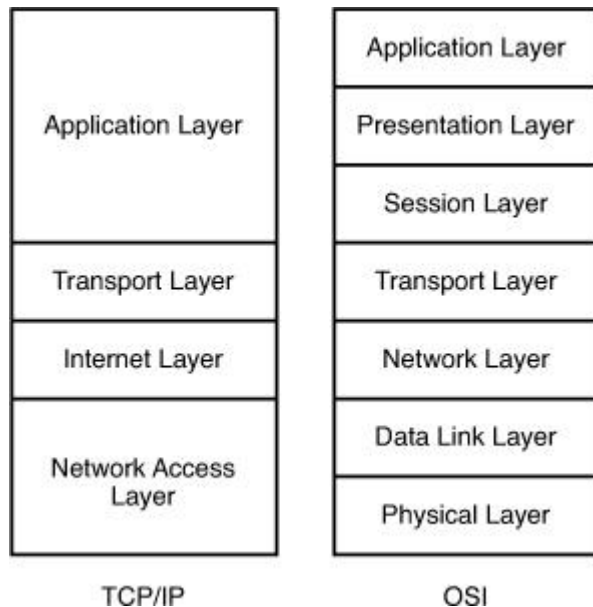 Application Layer
Transport Layer
Internet Layer
Network Access
Layer
TCP/IP
Application Layer
Presentation Layer
Session Layer
Transport Layer
Network Layer
Data Link Layer
Physical Layer
OSI